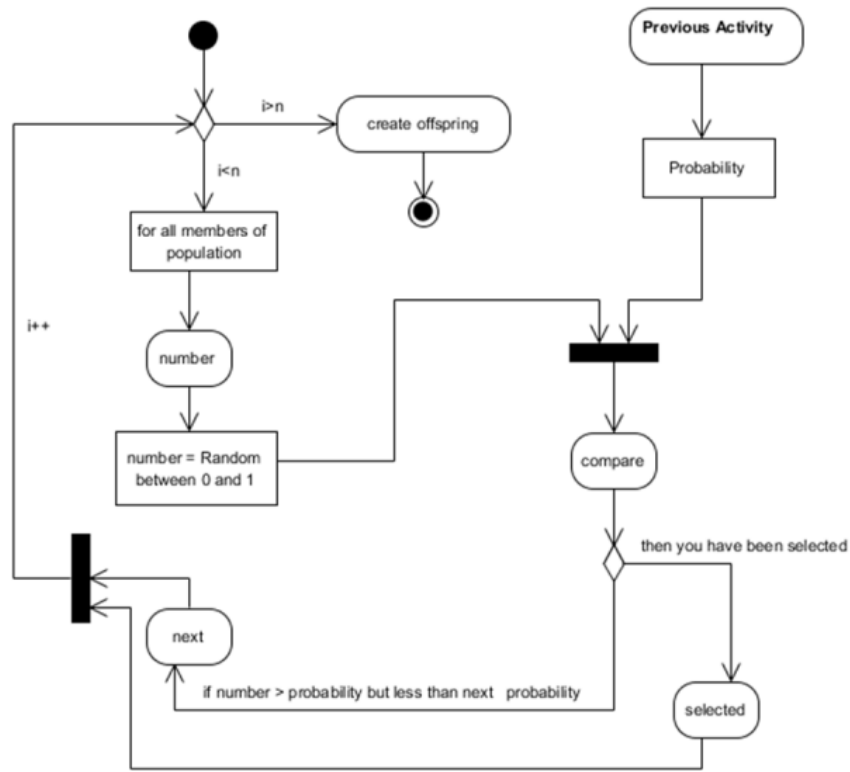 Previous Activity
i>n
create offspring
Probability
i<n
for all members of
population
i++
number
number = Random
between 0 and 1
compare
then you have been selected
next
if number > probability but less than next probability
selected